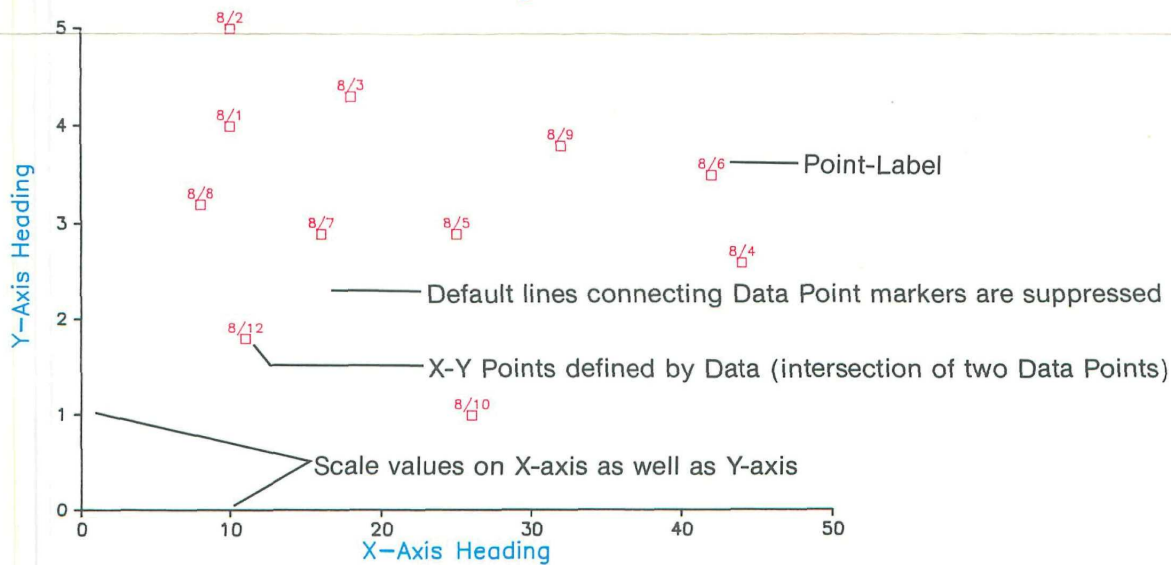 8/2
5
8/3
8/1
4
8/9
8/6
Point-Label
8/8
3
8/7
8/5
8/4
Y-Axis Heading
Default lines connecting Data Point markers are suppressed
2
8/12
X-Y Points defined by Data (intersection of two Data Points)
8/10
1
Scale values on X-axis as well as Y-axis
0
0 10 20 30 40 50
X-Axis Heading